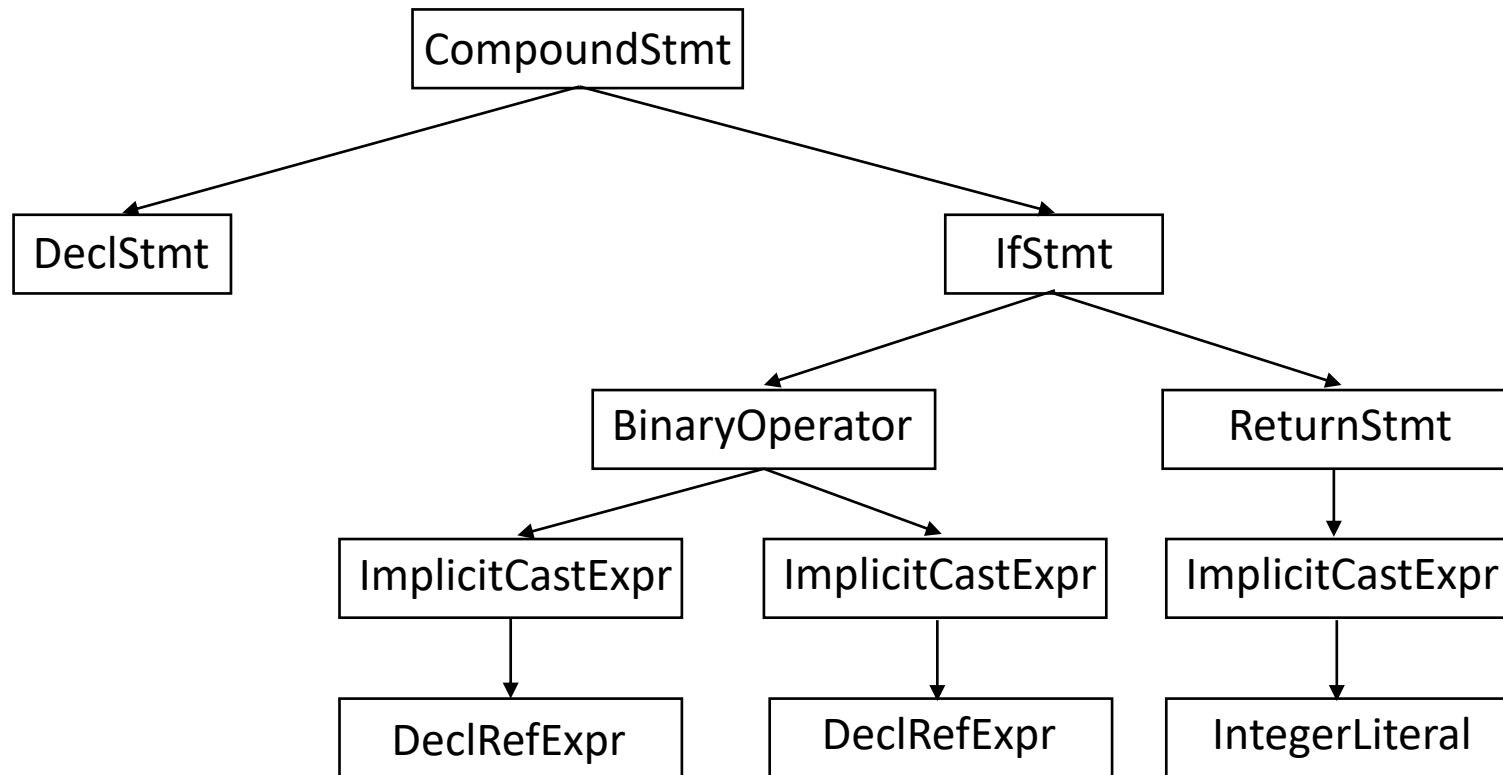 CompoundStmt
DeclStmt
IfStmt
BinaryOperator
ReturnStmt
ImplicitCastExpr
ImplicitCastExpr
ImplicitCastExpr
DeclRefExpr
DeclRefExpr
IntegerLiteral